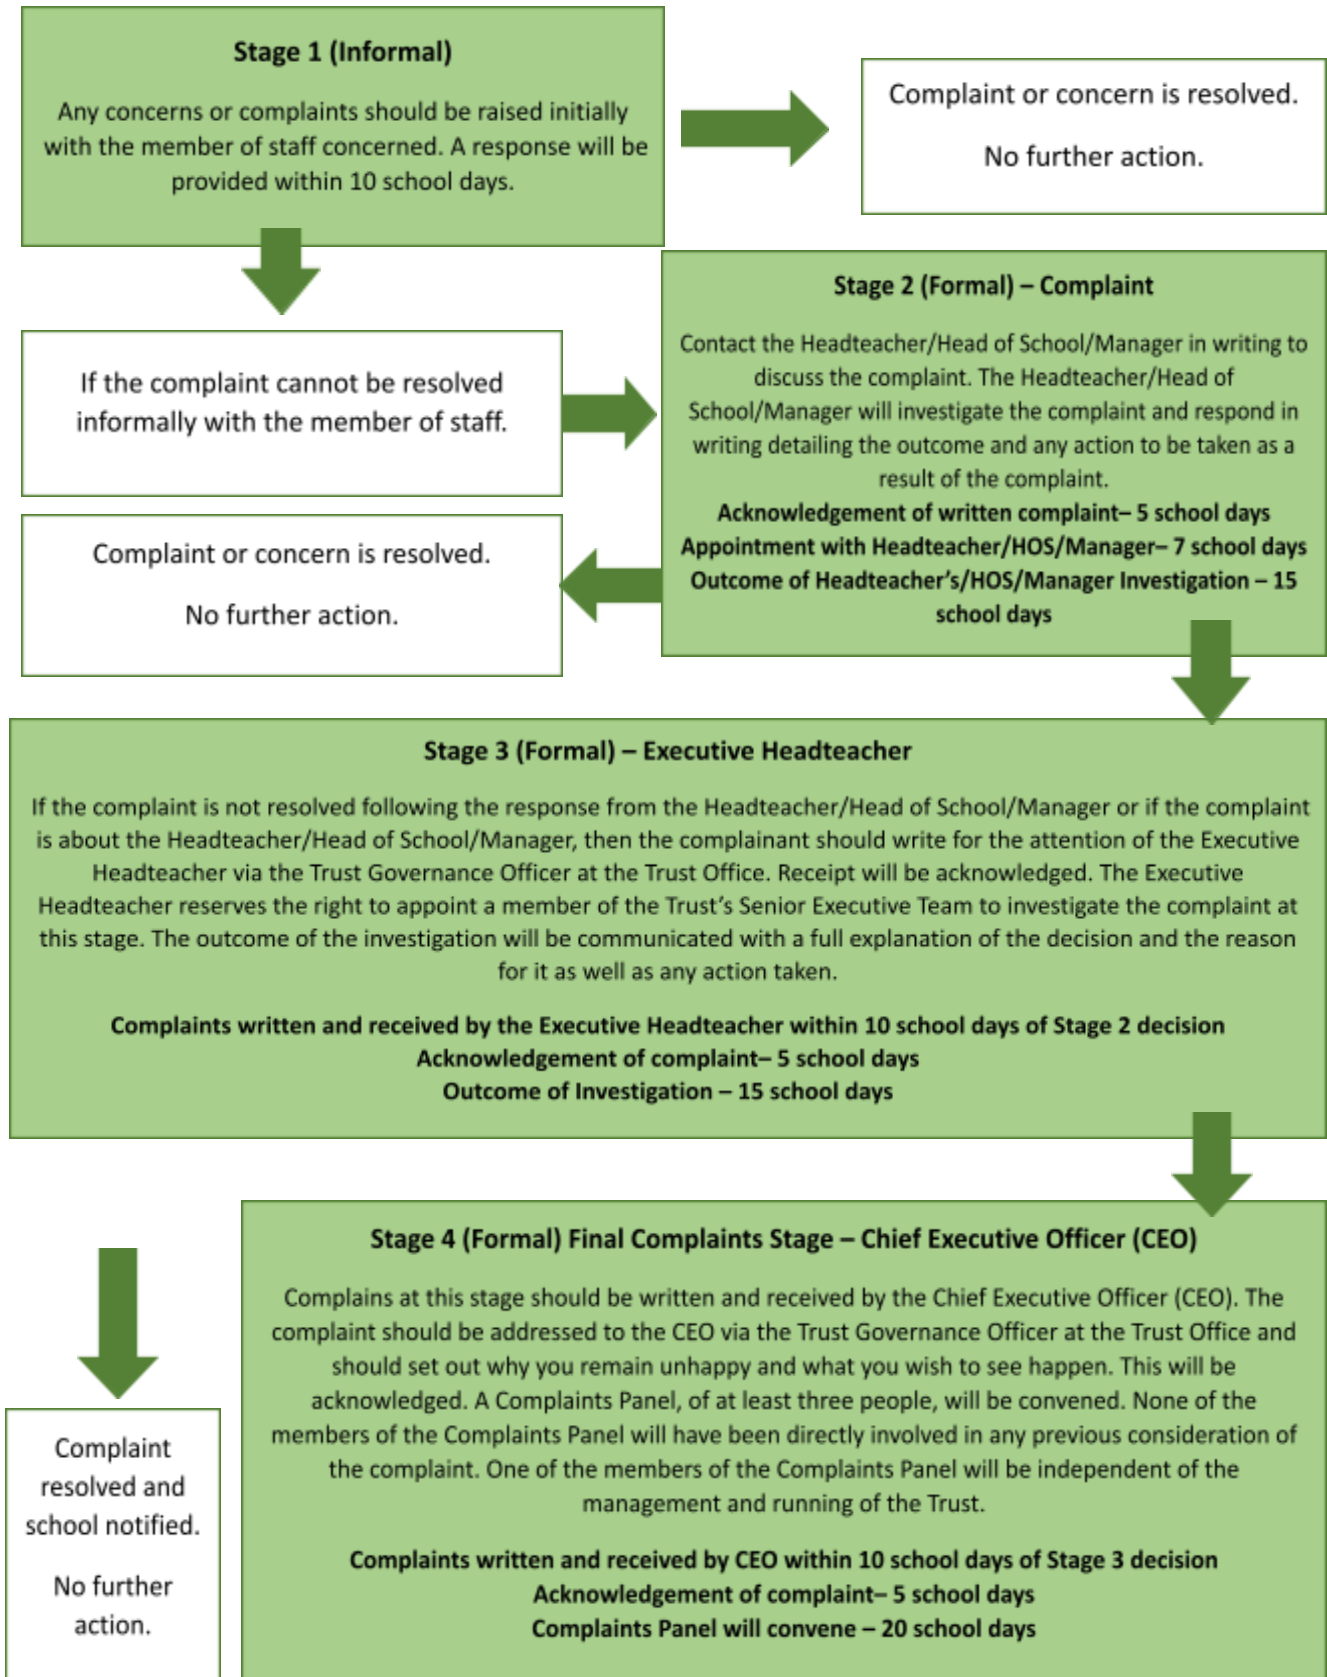 Stage 1 (Informal)
Any concerns or complaints should be raised initially
with the member of staff concerned. A response will be
provided within 10 school days.
Complaint or concern is resolved.
No further action.
If the complaint cannot be resolved
informally with the member of staff.
Stage 2 (Formal) – Complaint
Contact the Headteacher/Head of School/Manager in writing to
discuss the complaint. The Headteacher/Head of
School/Manager will investigate the complaint and respond in
writing detailing the outcome and any action to be taken as a
result of the complaint.
Acknowledgement of written complaint– 5 school days
Appointment with Headteacher/HOS/Manager– 7 school days
Outcome of Headteacher's/HOS/Manager Investigation – 15
school days
Complaint or concern is resolved.
No further action.
Stage 3 (Formal) – Executive Headteacher
If the complaint is not resolved following the response from the Headteacher/Head of School/Manager or if the complaint
is about the Headteacher/Head of School/Manager, then the complainant should write for the attention of the Executive
Headteacher via the Trust Governance Officer at the Trust Office. Receipt will be acknowledged. The Executive
Headteacher reserves the right to appoint a member of the Trust's Senior Executive Team to investigate the complaint at
this stage. The outcome of the investigation will be communicated with a full explanation of the decision and the reason
for it as well as any action taken.
Complaints written and received by the Executive Headteacher within 10 school days of Stage 2 decision
Acknowledgement of complaint– 5 school days
Outcome of Investigation – 15 school days
Stage 4 (Formal) Final Complaints Stage – Chief Executive Officer (CEO)
Complains at this stage should be written and received by the Chief Executive Officer (CEO). The
complaint should be addressed to the CEO via the Trust Governance Officer at the Trust Office and
should set out why you remain unhappy and what you wish to see happen. This will be
acknowledged. A Complaints Panel, of at least three people, will be convened. None of the
members of the Complaints Panel will have been directly involved in any previous consideration of
the complaint. One of the members of the Complaints Panel will be independent of the
management and running of the Trust.
Complaints written and received by CEO within 10 school days of Stage 3 decision
Acknowledgement of complaint– 5 school days
Complaints Panel will convene – 20 school days
Complaint
resolved and
school notified.
No further
action.